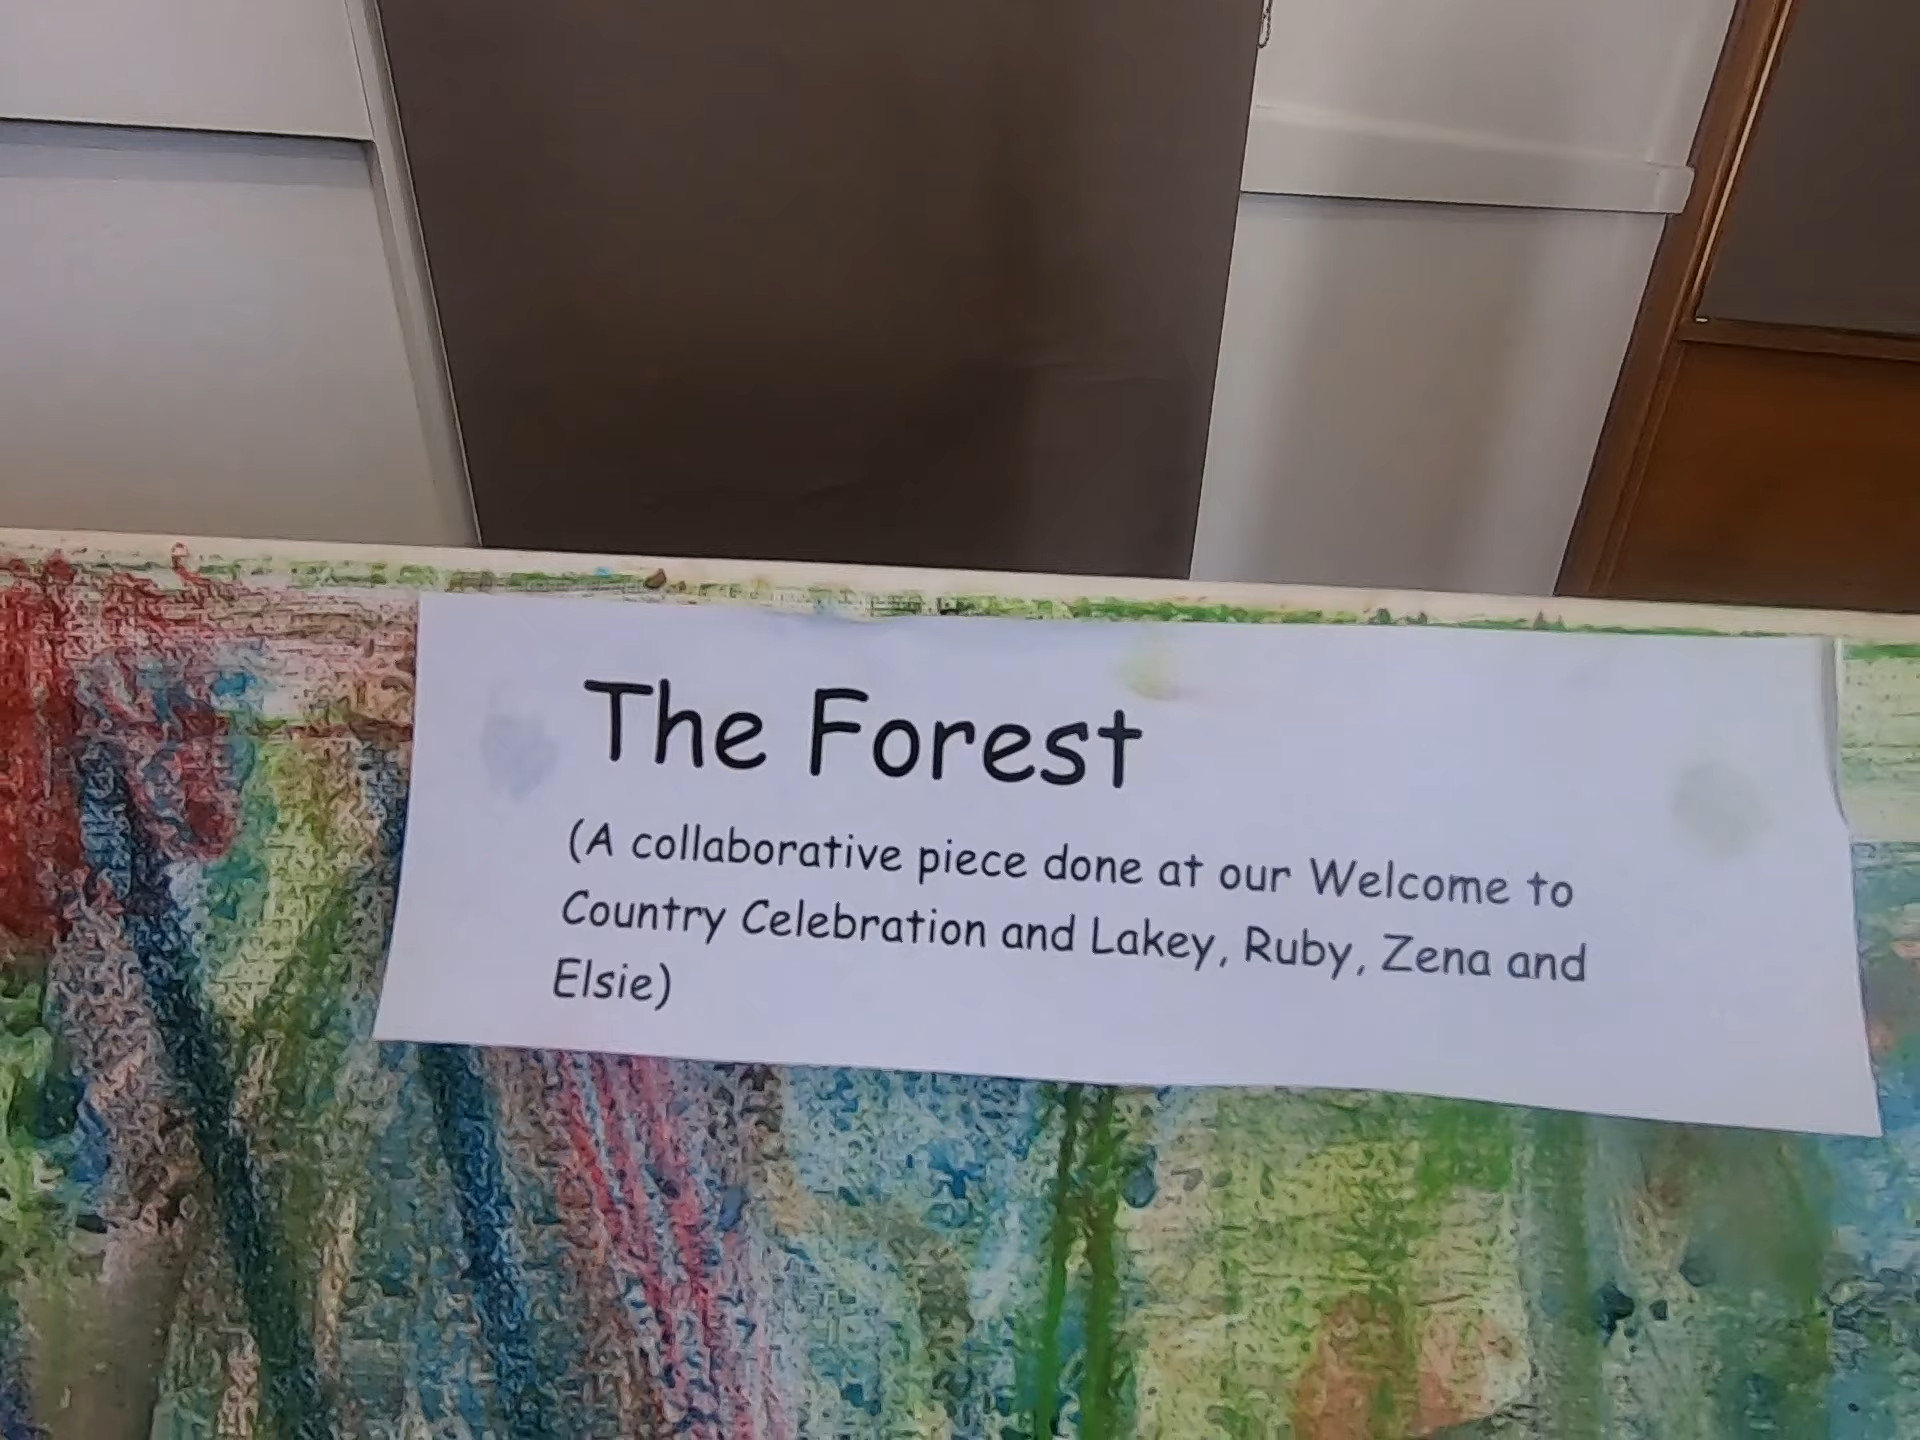 The Forest
(A collaborative piece done at our Welcome to
Country Celebration and Lakey, Ruby, Zena and
Elsie)